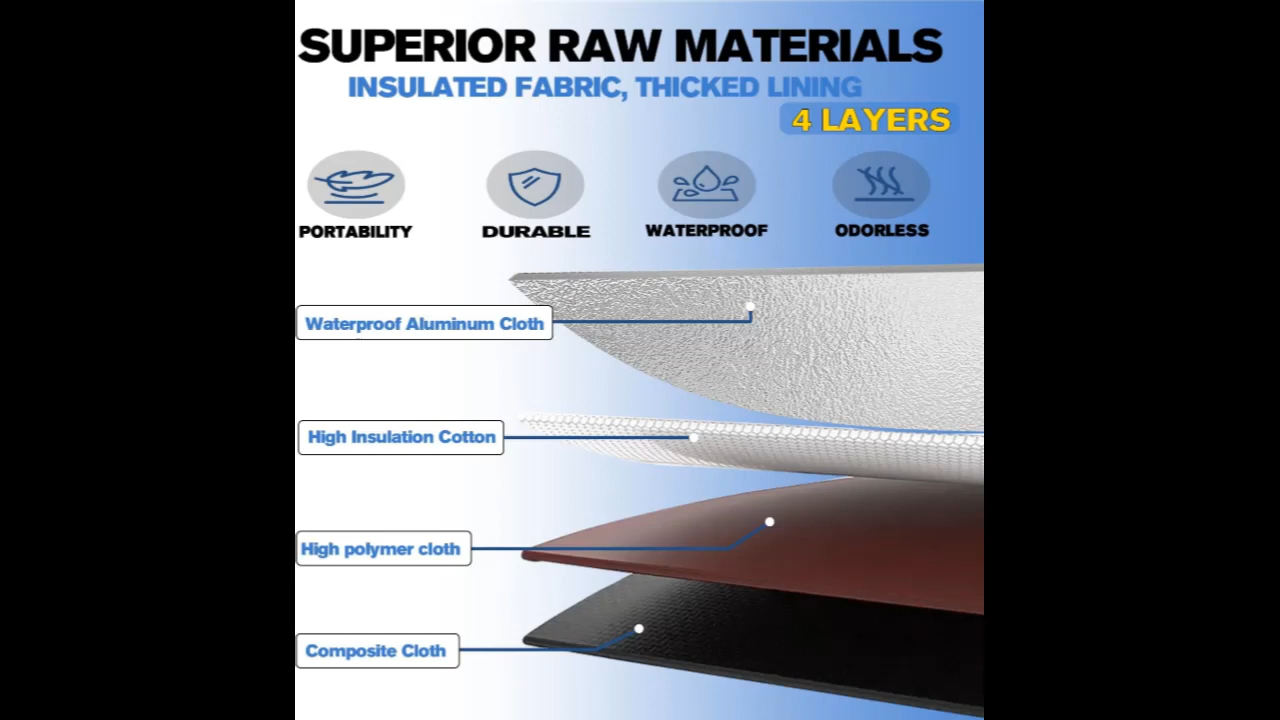 SUPERIOR RAW MATERIALS
INSULATED FABRIC, THICKED LINING
4 LAYERS
PORTABILITY
DURABLE
WATERPROOF
ODORLESS
Waterproof Aluminum Cloth
High Insulation Cotton
High polymer cloth
Composite Cloth